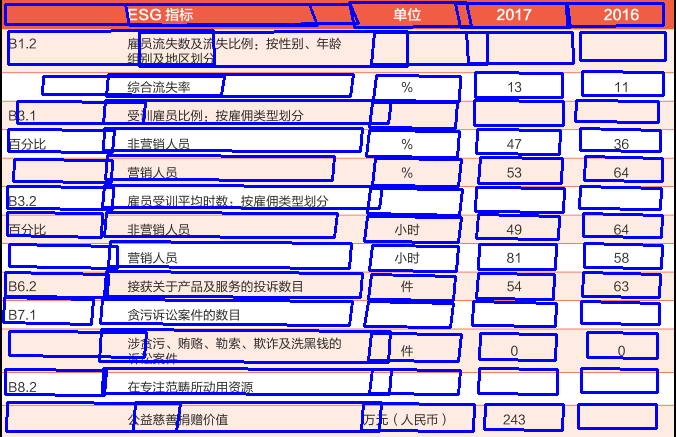 ESG 指标 单位 2017 2016
B1.2 雇员流失数及流失比例：按性别、年龄
组别及地区划分
综合流失率 % 13 11
B3.1 受训雇员比例：按雇佣类型划分
百分比 非营销人员 % 47 36
营销人员 % 53 64
B3.2 雇员受训平均时数：按雇佣类型划分
百分比 非营销人员 小时 49 64
营销人员 小时 81 58
B6.2 接获关于产品及服务的投诉数目 件 54 63
B7.1 贪污诉讼案件的数目
涉贪污、贿赂、勒索、欺诈及洗黑钱的
诉讼案件 件 0 0
B8.2 在专注范畴所动用资源
公益慈善捐赠价值 万元（人民币） 243